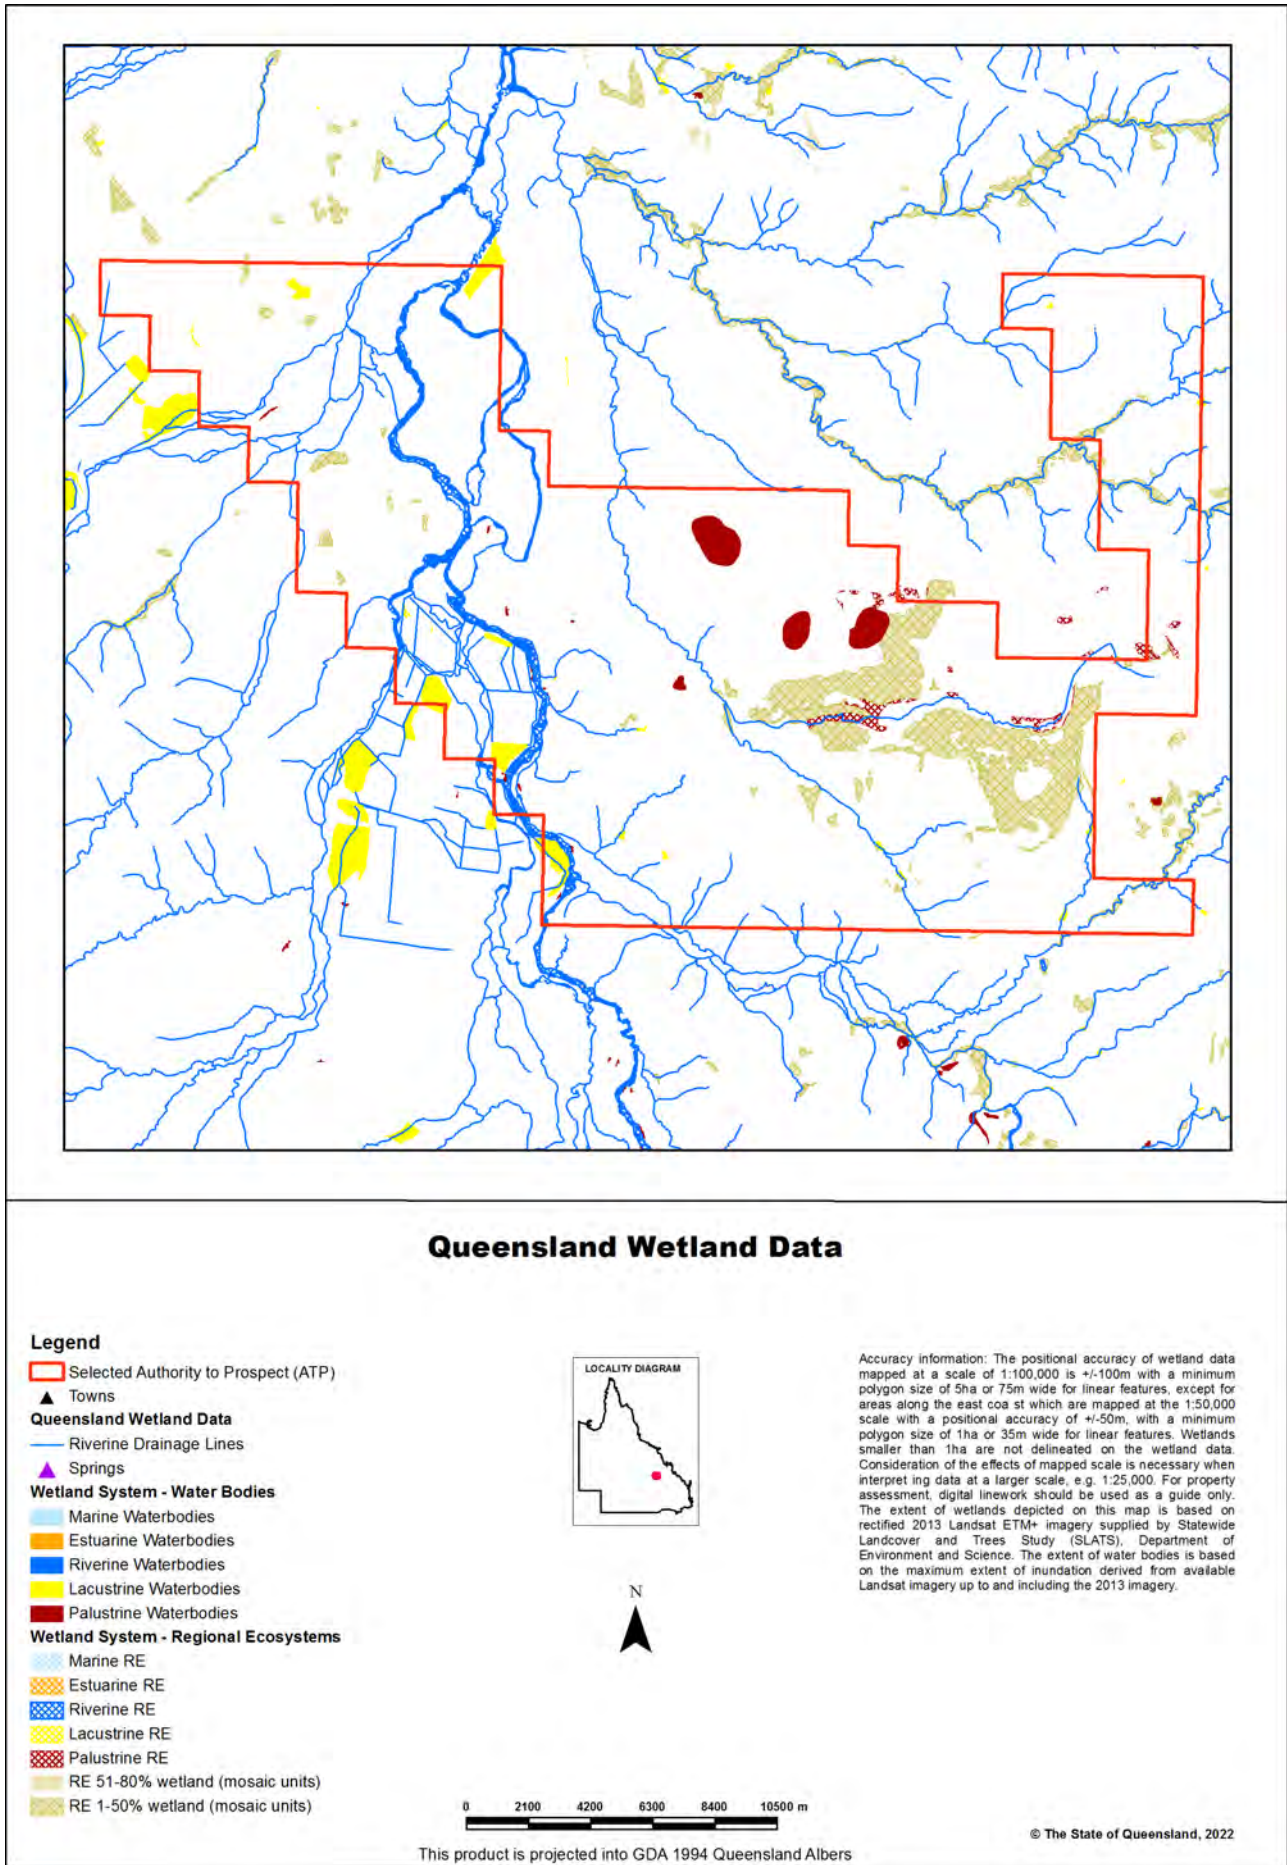 Queensland Wetland Data
Legend
Selected Authority to Prospect (ATP)
Towns
Queensland Wetland Data
Riverine Drainage Lines
Springs
Wetland System - Water Bodies
Marine Waterbodies
Estuarine Waterbodies
Riverine Waterbodies
Lacustrine Waterbodies
Palustrine Waterbodies
Wetland System - Regional Ecosystems
Marine RE
Estuarine RE
Riverine RE
Lacustrine RE
Palustrine RE
RE 51-80% wetland (mosaic units)
RE 1-50% wetland (mosaic units)
LOCALITY DIAGRAM
N
0 2100 4200 6300 8400 10500 m
This product is projected into GDA 1994 Queensland Albers
Accuracy information: The positional accuracy of wetland data
mapped at a scale of 1:100,000 is +/-100m with a minimum
polygon size of 5ha or 75m wide for linear features, except for
areas along the east coa st which are mapped at the 1:50,000
scale with a positional accuracy of +/-50m, with a minimum
polygon size of 1ha or 35m wide for linear features. Wetlands
smaller than 1ha are not delineated on the wetland data.
Consideration of the effects of mapped scale is necessary when
interpret ing data at a larger scale, e.g. 1:25,000. For property
assessment, digital linework should be used as a guide only.
The extent of wetlands depicted on this map is based on
rectified 2013 Landsat ETM+ imagery supplied by Statewide
Landcover and Trees Study (SLATS), Department of
Environment and Science. The extent of water bodies is based
on the maximum extent of inundation derived from available
Landsat imagery up to and including the 2013 imagery.
© The State of Queensland, 2022